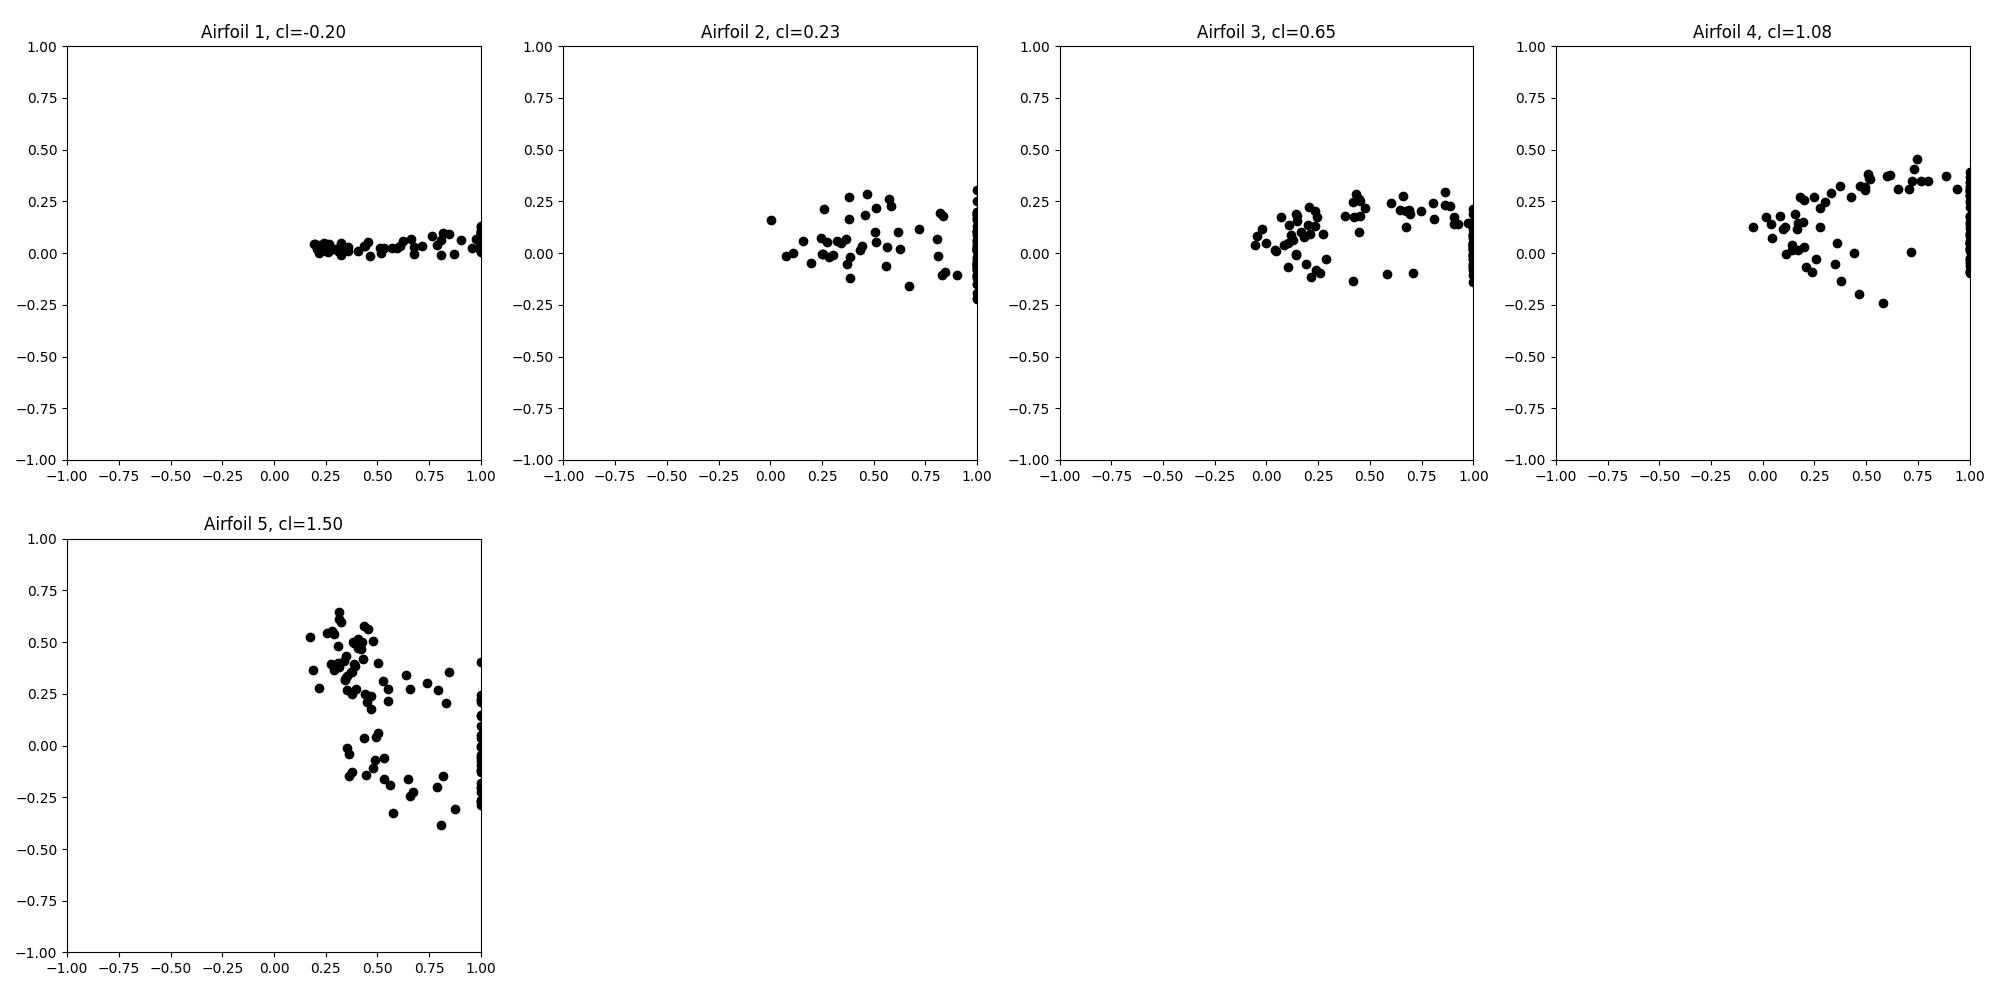 Airfoil 1, cl=-0.20
Airfoil 2, cl=0.23
Airfoil 3, cl=0.65
Airfoil 4, cl=1.08
1.00 1.00 1.00 1.00
0.75 0.75 0.75 0.75
0.50 0.50 0.50 0.50
0.25 0.25 0.25 0.25
0.00 0.00 0.00 0.00
−0.25 −0.25 −0.25 −0.25
−0.50 −0.50 −0.50 −0.50
−0.75 −0.75 −0.75 −0.75
−1.00 −1.00 −1.00 −1.00
−1.00 −0.75 −0.50 −0.25 0.00 0.25 0.50 0.75 1.00
−1.00 −0.75 −0.50 −0.25 0.00 0.25 0.50 0.75 1.00
−1.00 −0.75 −0.50 −0.25 0.00 0.25 0.50 0.75 1.00
−1.00 −0.75 −0.50 −0.25 0.00 0.25 0.50 0.75 1.00
Airfoil 5, cl=1.50
1.00
0.75
0.50
0.25
0.00
−0.25
−0.50
−0.75
−1.00
−1.00 −0.75 −0.50 −0.25 0.00 0.25 0.50 0.75 1.00